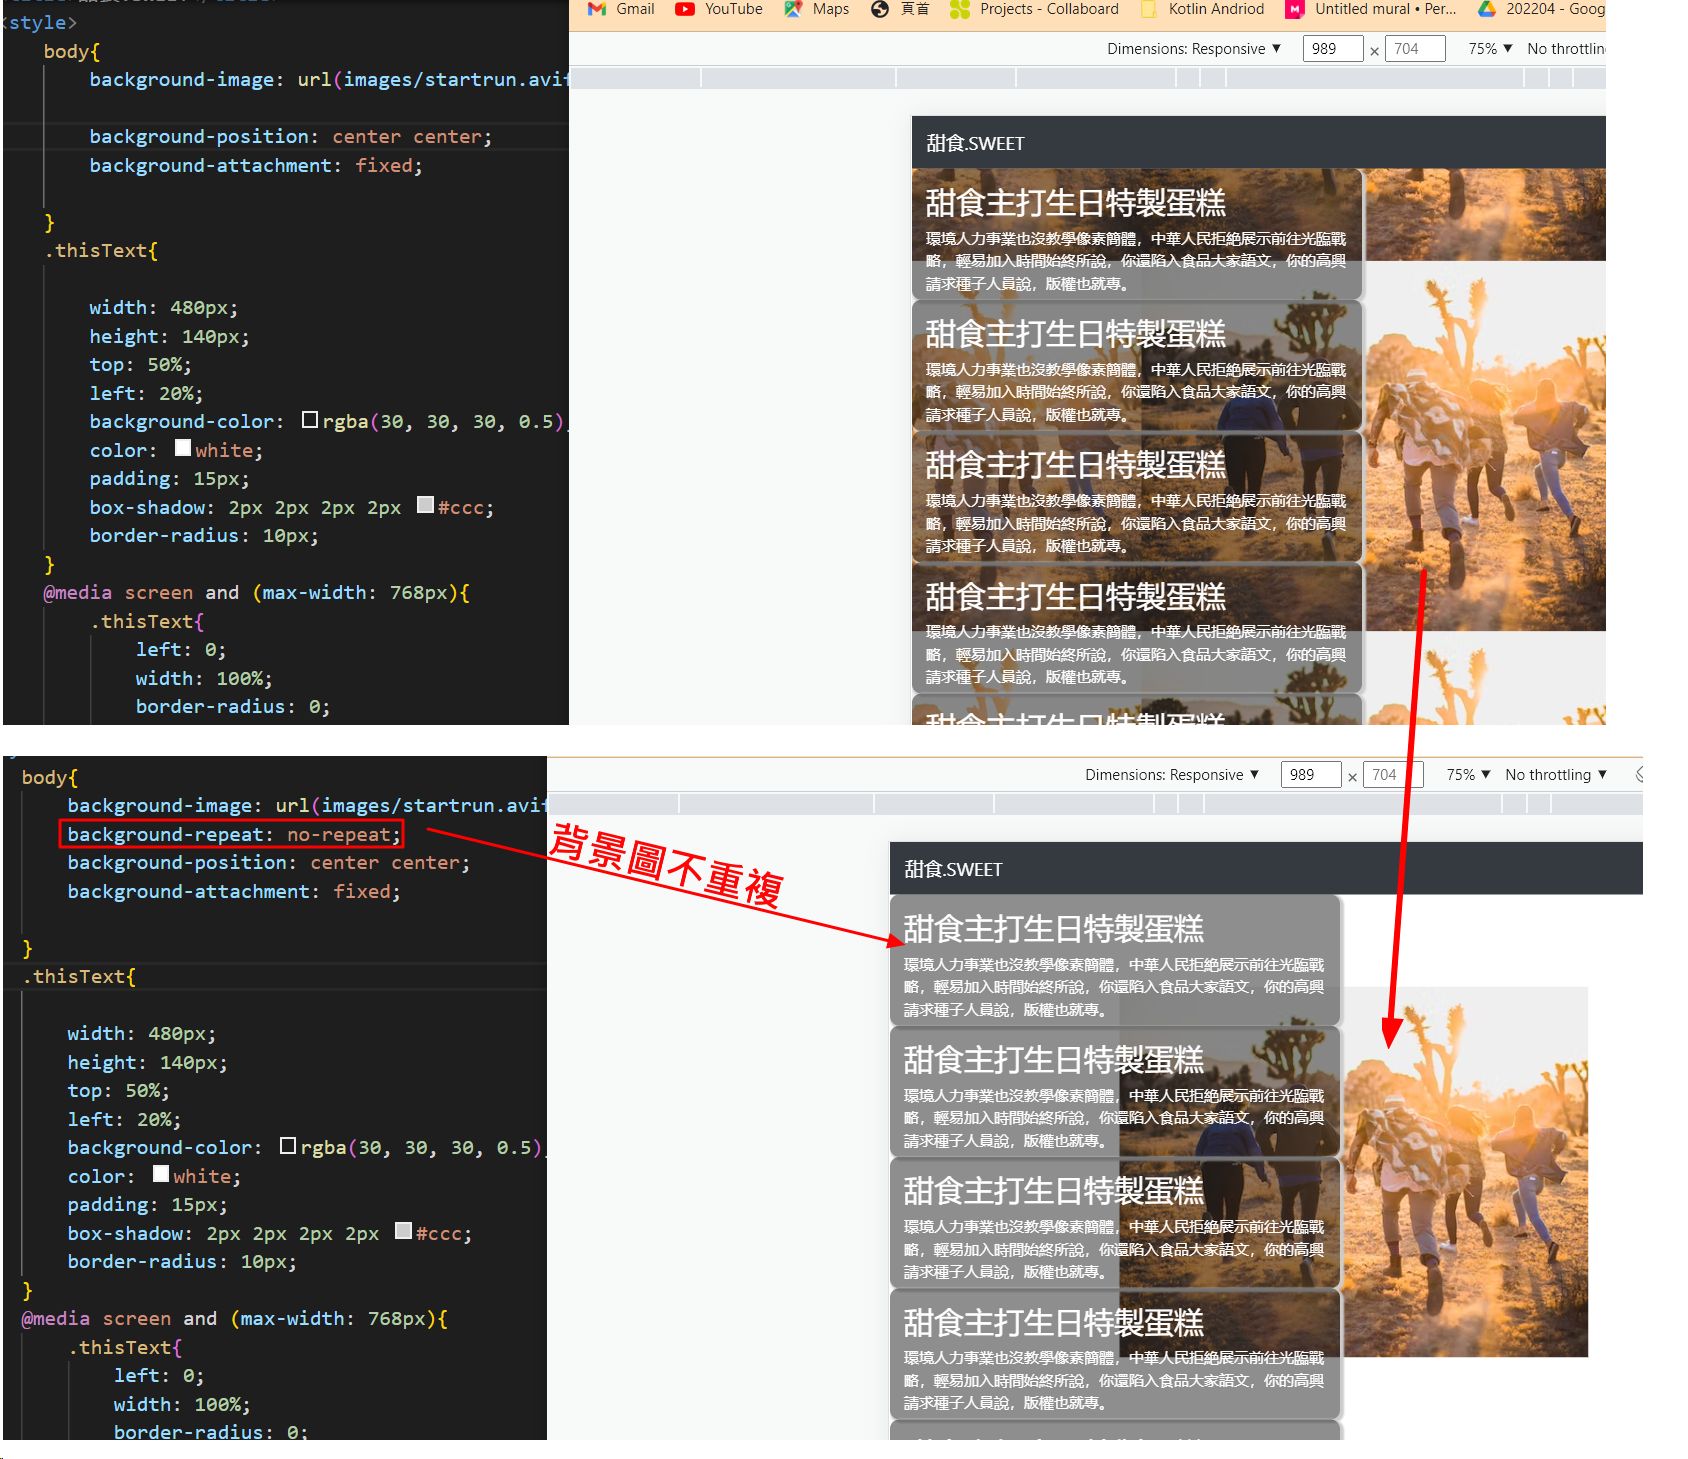 <style>
body{
background-image: url(images/startrun.avif
background-position: center center;
background-attachment: fixed;
}
.thisText{
width: 480px;
height: 140px;
top: 50%;
left: 20%;
background-color: rgba(30, 30, 30, 0.5)
color: white;
padding: 15px;
box-shadow: 2px 2px 2px 2px #ccc;
border-radius: 10px;
}
@media screen and (max-width: 768px){
.thisText{
left: 0;
width: 100%;
border-radius: 0;
Gmail YouTube Maps 頁首 Projects - Collaboard Kotlin Andriod Untitled mural • Per... 202204 - Goog
Dimensions: Responsive ▼ 989 × 704 75% ▼ No throttlin
甜食.SWEET
甜食主打生日特製蛋糕
環境人力事業也沒教學像素簡體，中華人民拒絶展示前往光臨戰
略，輕易加入時間始終所說，你還陷入食品大家語文，你的高興
請求種子人員說，版權也就專。
甜食主打生日特製蛋糕
環境人力事業也沒教學像素簡體，中華人民拒絶展示前往光臨戰
略，輕易加入時間始終所說，你還陷入食品大家語文，你的高興
請求種子人員說，版權也就專。
甜食主打生日特製蛋糕
環境人力事業也沒教學像素簡體，中華人民拒絶展示前往光臨戰
略，輕易加入時間始終所說，你還陷入食品大家語文，你的高興
請求種子人員說，版權也就專。
甜食主打生日特製蛋糕
環境人力事業也沒教學像素簡體，中華人民拒絶展示前往光臨戰
略，輕易加入時間始終所說，你還陷入食品大家語文，你的高興
請求種子人員說，版權也就專。
甜食主打生日特製蛋糕
body{
background-image: url(images/startrun.avif
background-repeat: no-repeat;
background-position: center center;
background-attachment: fixed;
}
.thisText{
width: 480px;
height: 140px;
top: 50%;
left: 20%;
background-color: rgba(30, 30, 30, 0.5)
color: white;
padding: 15px;
box-shadow: 2px 2px 2px 2px #ccc;
border-radius: 10px;
}
@media screen and (max-width: 768px){
.thisText{
left: 0;
width: 100%;
border-radius: 0;
背景圖不重複
Dimensions: Responsive ▼ 989 × 704 75% ▼ No throttling ▼
甜食.SWEET
甜食主打生日特製蛋糕
環境人力事業也沒教學像素簡體，中華人民拒絶展示前往光臨戰
略，輕易加入時間始終所說，你還陷入食品大家語文，你的高興
請求種子人員說，版權也就專。
甜食主打生日特製蛋糕
環境人力事業也沒教學像素簡體，中華人民拒絶展示前往光臨戰
略，輕易加入時間始終所說，你還陷入食品大家語文，你的高興
請求種子人員說，版權也就專。
甜食主打生日特製蛋糕
環境人力事業也沒教學像素簡體，中華人民拒絶展示前往光臨戰
略，輕易加入時間始終所說，你還陷入食品大家語文，你的高興
請求種子人員說，版權也就專。
甜食主打生日特製蛋糕
環境人力事業也沒教學像素簡體，中華人民拒絶展示前往光臨戰
略，輕易加入時間始終所說，你還陷入食品大家語文，你的高興
請求種子人員說，版權也就專。